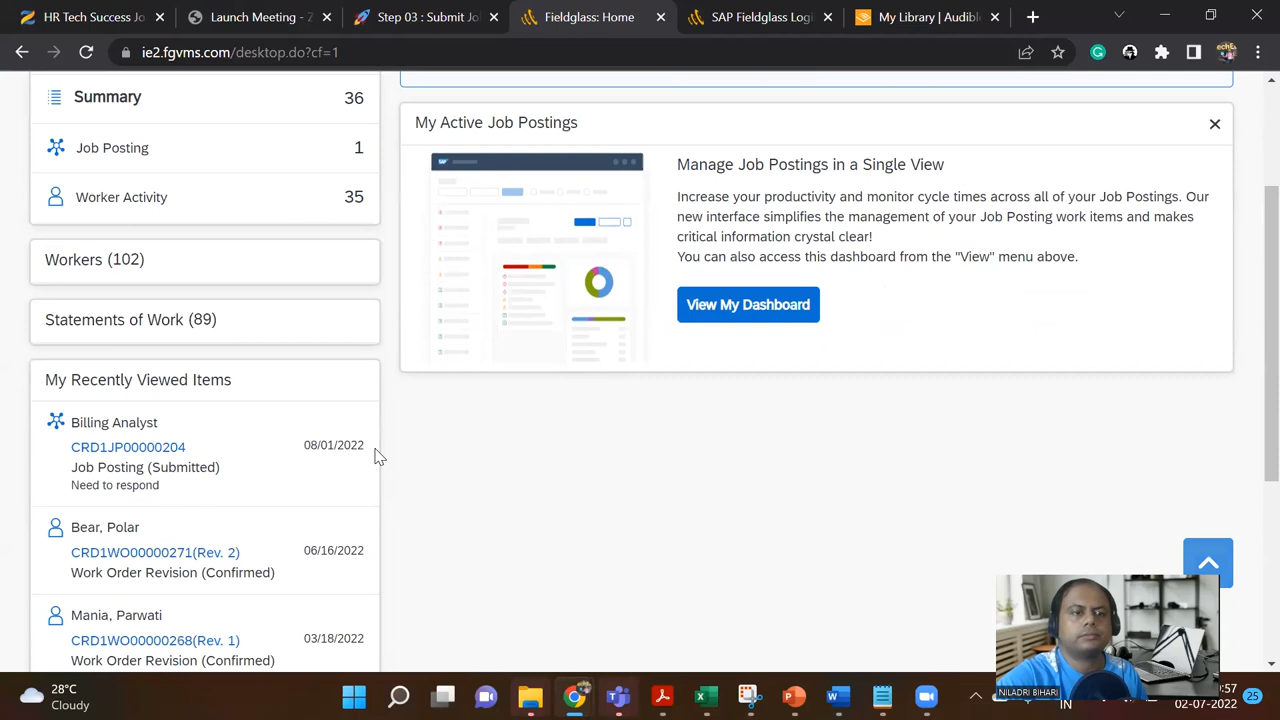 HR Tech Success Jo
Launch Meeting - Z
Step 03 : Submit Jo
Fieldglass: Home
SAP Fieldglass Logi
My Library | Audibl
ie2.fgvms.com/desktop.do?cf=1
Summary 36
Job Posting 1
Worker Activity 35
Workers (102)
Statements of Work (89)
My Recently Viewed Items
Billing Analyst
CRD1JP00000204 08/01/2022
Job Posting (Submitted)
Need to respond
Bear, Polar
CRD1WO00000271(Rev. 2) 06/16/2022
Work Order Revision (Confirmed)
Mania, Parwati
CRD1WO00000268(Rev. 1) 03/18/2022
Work Order Revision (Confirmed)
My Active Job Postings
SAP
Manage Job Postings in a Single View
Increase your productivity and monitor cycle times across all of your Job Postings. Our
new interface simplifies the management of your Job Posting work items and makes
critical information crystal clear!
You can also access this dashboard from the "View" menu above.
View My Dashboard
NILADRI BIHARI
28°C
Cloudy
IN
:57
02-07-2022
25